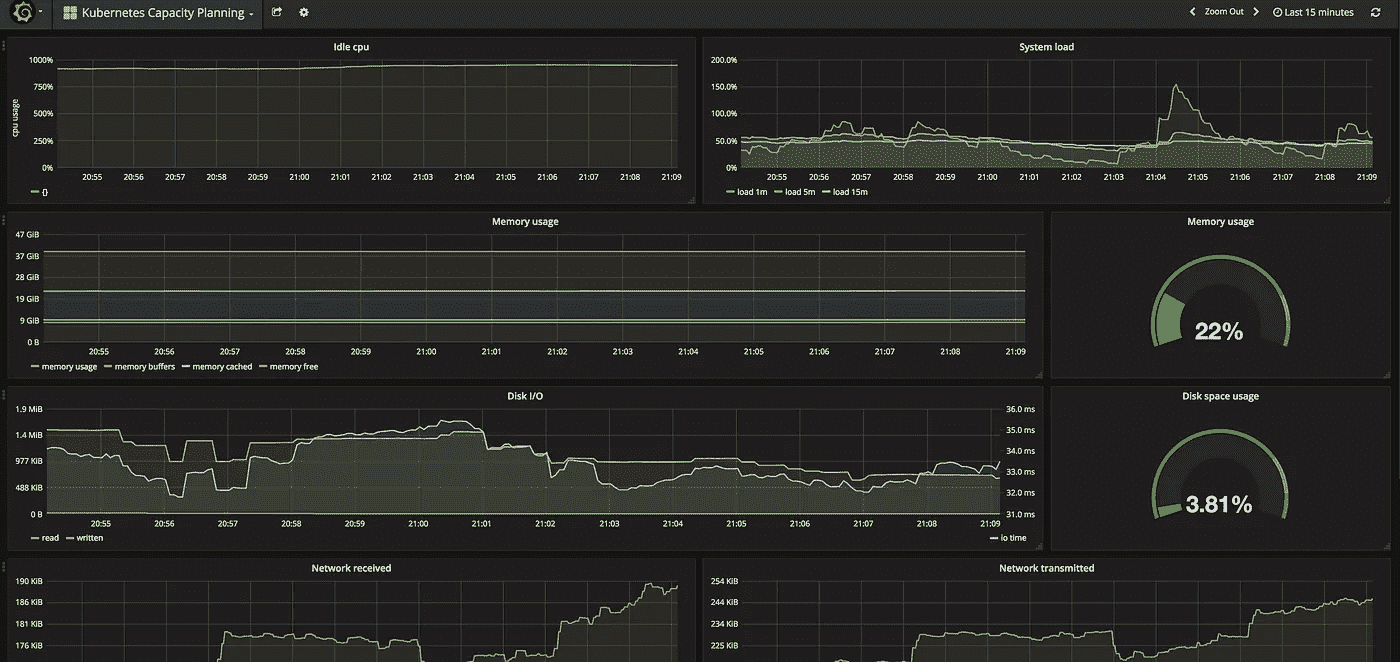 Kubernetes Capacity Planning
Zoom Out
Last 15 minutes
Idle cpu
cpu usage
1000%
750%
500%
250%
0%
20:55 20:56 20:57 20:58 20:59 21:00 21:01 21:02 21:03 21:04 21:05 21:06 21:07 21:08 21:09
{}
System load
200.0%
150.0%
100.0%
50.0%
0%
20:55 20:56 20:57 20:58 20:59 21:00 21:01 21:02 21:03 21:04 21:05 21:06 21:07 21:08 21:09
load 1m load 5m load 15m
Memory usage
47 GiB
37 GiB
28 GiB
19 GiB
9 GiB
0 B
20:55 20:56 20:57 20:58 20:59 21:00 21:01 21:02 21:03 21:04 21:05 21:06 21:07 21:08 21:09
memory usage memory buffers memory cached memory free
Memory usage
22%
Disk I/O
1.9 MiB
1.4 MiB
977 KiB
488 KiB
0 B
36.0 ms
35.0 ms
34.0 ms
33.0 ms
32.0 ms
31.0 ms
20:55 20:56 20:57 20:58 20:59 21:00 21:01 21:02 21:03 21:04 21:05 21:06 21:07 21:08 21:09
read written io time
Disk space usage
3.81%
Network received
190 KiB
186 KiB
181 KiB
176 KiB
Network transmitted
254 KiB
244 KiB
234 KiB
225 KiB